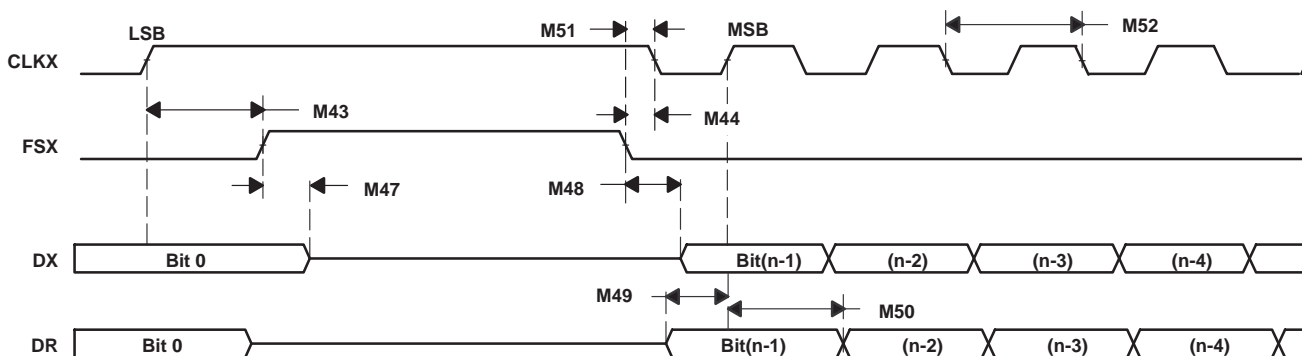 LSB
M51
MSB
M52
CLKX
M43
M44
FSX
M47
M48
DX
Bit 0
Bit(n-1)
(n-2)
(n-3)
(n-4)
M49
M50
DR
Bit 0
Bit(n-1)
(n-2)
(n-3)
(n-4)